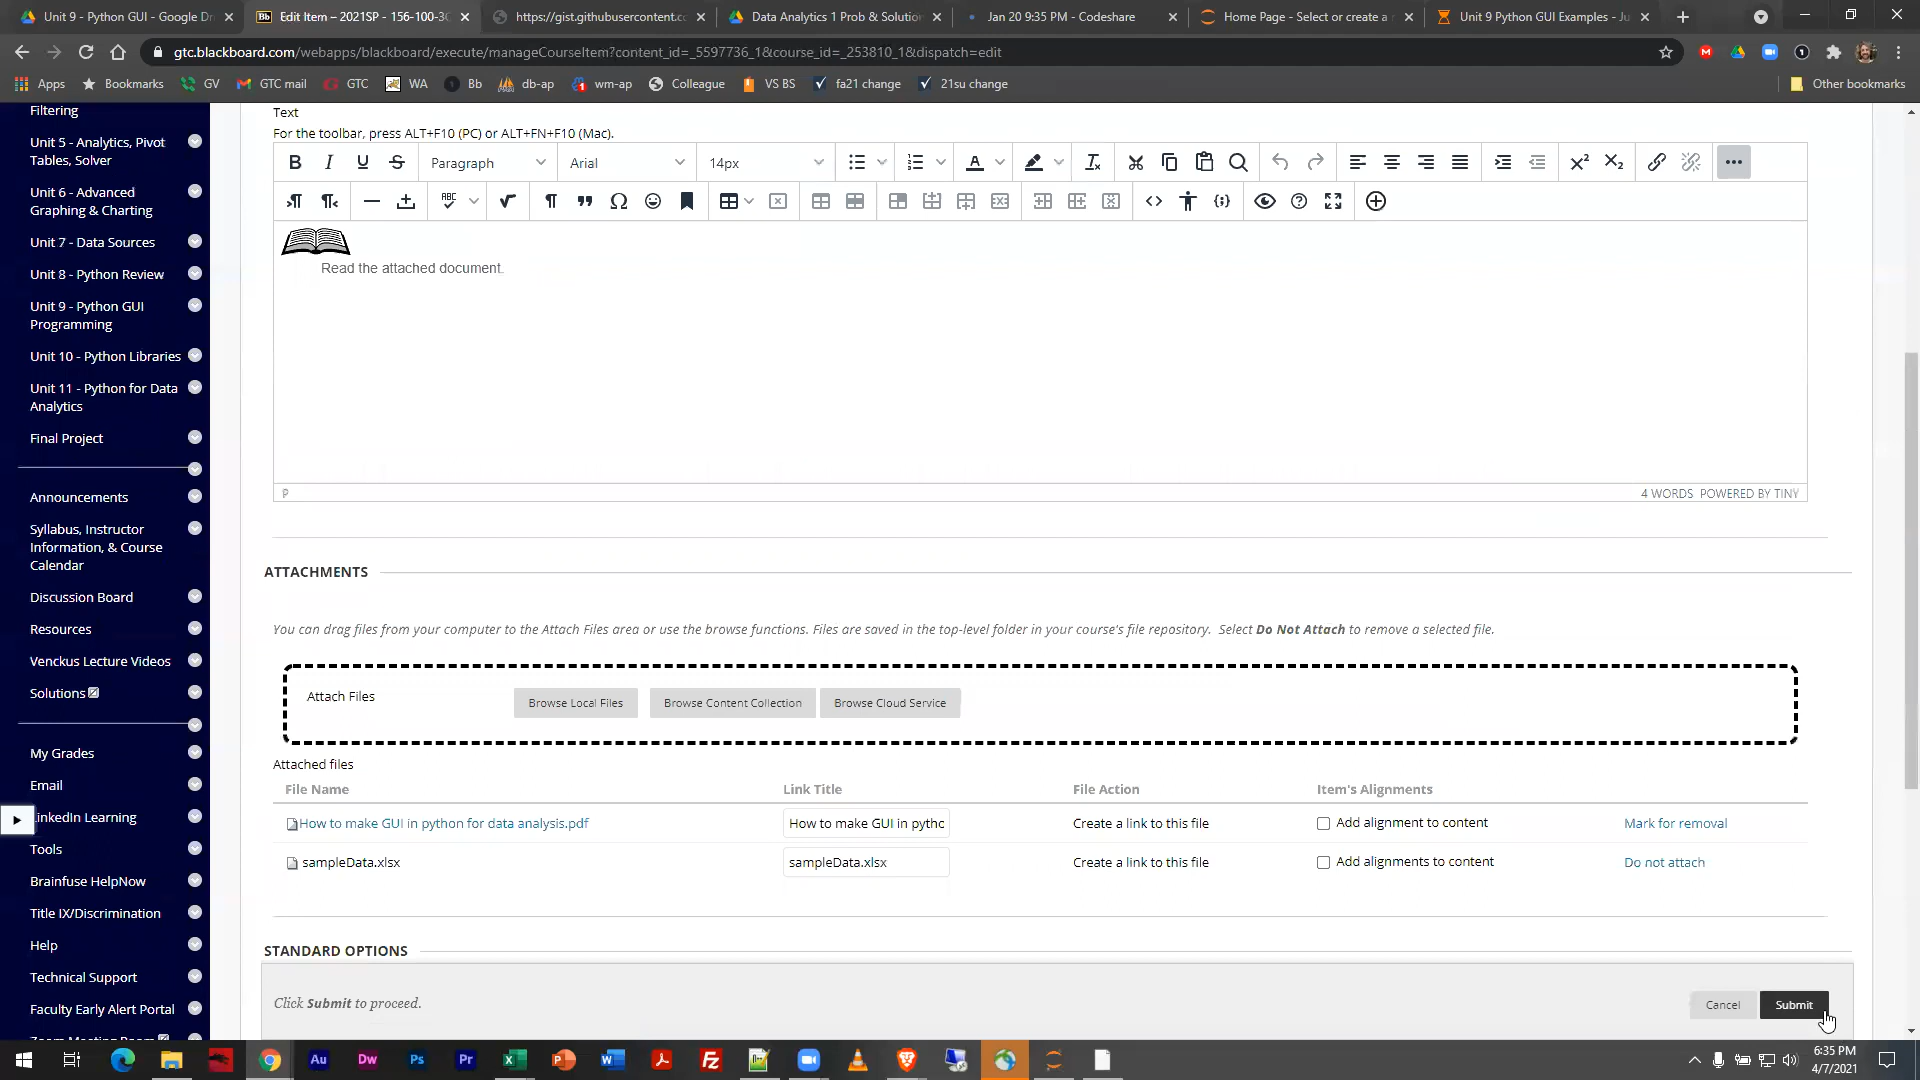 Unit 9 - Python GUI - Google Dr
Edit Item – 2021SP - 156-100-3C
https://gist.githubusercontent.cc
Data Analytics 1 Prob & Solution
Jan 20 9:35 PM - Codeshare
Home Page - Select or create a n
Unit 9 Python GUI Examples - Ju
gtc.blackboard.com/webapps/blackboard/execute/manageCourseItem?content_id=_5597736_1&course_id=_253810_1&dispatch=edit
Apps
Bookmarks
GV
GTC mail
GTC
WA
Bb
db-ap
wm-ap
Colleague
VS BS
fa21 change
21su change
Other bookmarks
Filtering
Unit 5 - Analytics, Pivot
Tables, Solver
Unit 6 - Advanced
Graphing & Charting
Unit 7 - Data Sources
Unit 8 - Python Review
Unit 9 - Python GUI
Programming
Unit 10 - Python Libraries
Unit 11 - Python for Data
Analytics
Final Project
Announcements
Syllabus, Instructor
Information, & Course
Calendar
Discussion Board
Resources
Venckus Lecture Videos
Solutions
My Grades
Email
LinkedIn Learning
Tools
Brainfuse HelpNow
Title IX/Discrimination
Help
Technical Support
Faculty Early Alert Portal
Text
For the toolbar, press ALT+F10 (PC) or ALT+FN+F10 (Mac).
Paragraph
Arial
14px
Read the attached document.
P
4 WORDS POWERED BY TINY
ATTACHMENTS
You can drag files from your computer to the Attach Files area or use the browse functions. Files are saved in the top-level folder in your course's file repository. Select Do Not Attach to remove a selected file.
Attach Files
Browse Local Files
Browse Content Collection
Browse Cloud Service
Attached files
File Name
Link Title
File Action
Item's Alignments
How to make GUI in python for data analysis.pdf
How to make GUI in pythc
Create a link to this file
Add alignment to content
Mark for removal
sampleData.xlsx
sampleData.xlsx
Create a link to this file
Add alignments to content
Do not attach
STANDARD OPTIONS
Click Submit to proceed.
Cancel
Submit
6:35 PM
4/7/2021